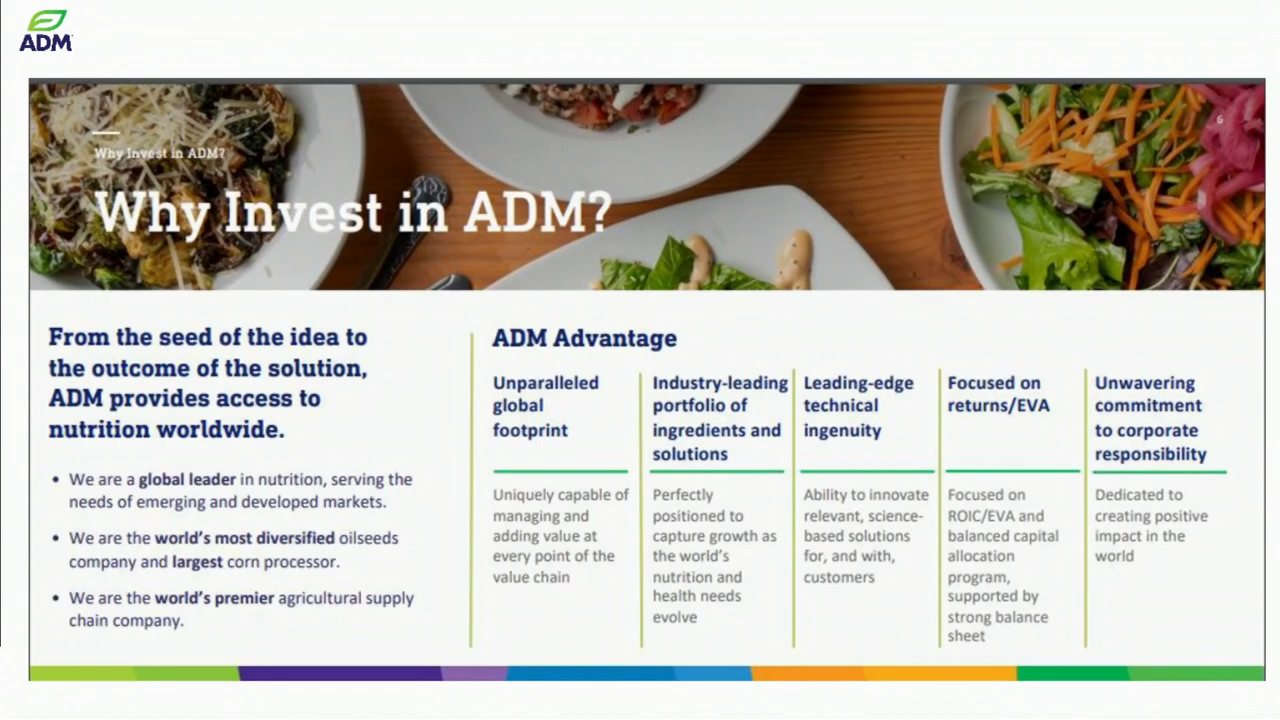 ADM
6
Why Invest in ADM?
Why Invest in ADM?
From the seed of the idea to
the outcome of the solution,
ADM provides access to
nutrition worldwide.
• We are a global leader in nutrition, serving the
needs of emerging and developed markets.
• We are the world's most diversified oilseeds
company and largest corn processor.
• We are the world's premier agricultural supply
chain company.
ADM Advantage
Unparalleled
global
footprint
Uniquely capable of
managing and
adding value at
every point of the
value chain
Industry-leading
portfolio of
ingredients and
solutions
Perfectly
positioned to
capture growth as
the world's
nutrition and
health needs
evolve
Leading-edge
technical
ingenuity
Ability to innovate
relevant, science-
based solutions
for, and with,
customers
Focused on
returns/EVA
Focused on
ROIC/EVA and
balanced capital
allocation
program,
supported by
strong balance
sheet
Unwavering
commitment
to corporate
responsibility
Dedicated to
creating positive
impact in the
world